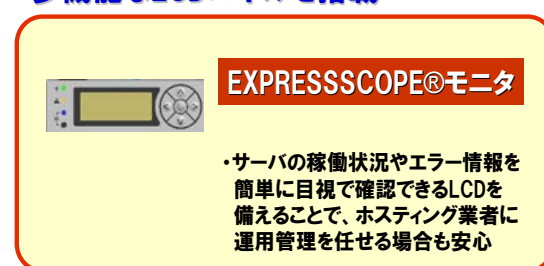 EXPRESSSCOPE®モニタ
・サーバの稼働状況やエラー情報を
簡単に目視で確認できるLCDを
備えることで、ホスティング業者に
運用管理を任せる場合も安心